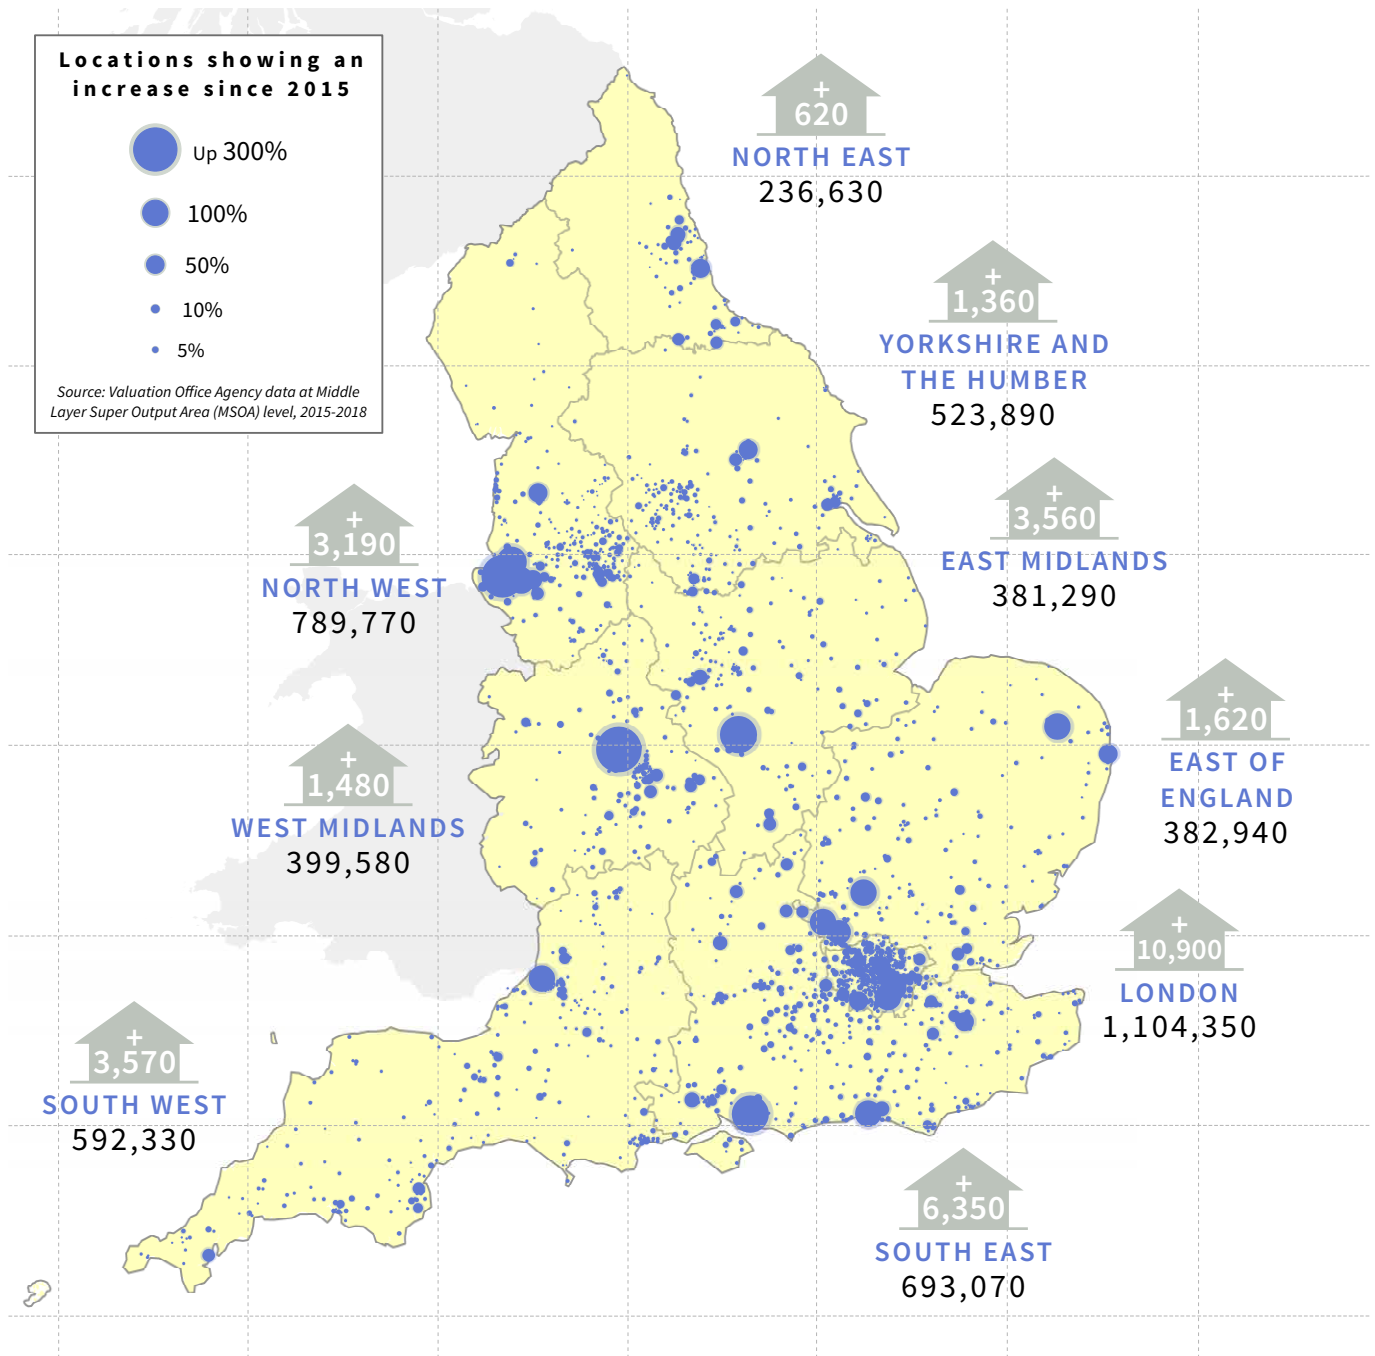 Locations showing an
increase since 2015
Up 300%
100%
50%
10%
5%
Source: Valuation Office Agency data at Middle
Layer Super Output Area (MSOA) level, 2015-2018
+
620
NORTH EAST
236,630
+
1,360
YORKSHIRE AND
THE HUMBER
523,890
+
3,190
NORTH WEST
789,770
+
3,560
EAST MIDLANDS
381,290
+
1,480
WEST MIDLANDS
399,580
+
1,620
EAST OF
ENGLAND
382,940
+
10,900
LONDON
1,104,350
+
3,570
SOUTH WEST
592,330
+
6,350
SOUTH EAST
693,070